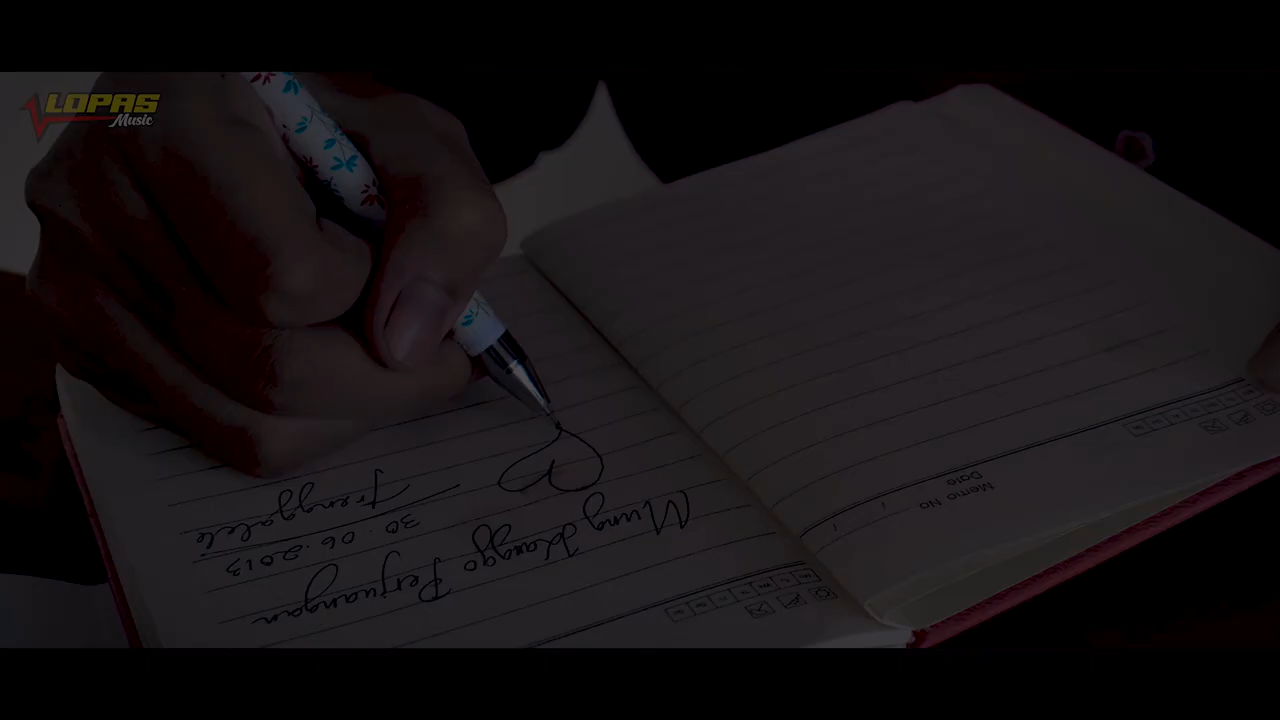 LOPAS
Music
Mung Kanggo Perjuangan
30.06.2013
Trenggalek
Memo No
Date